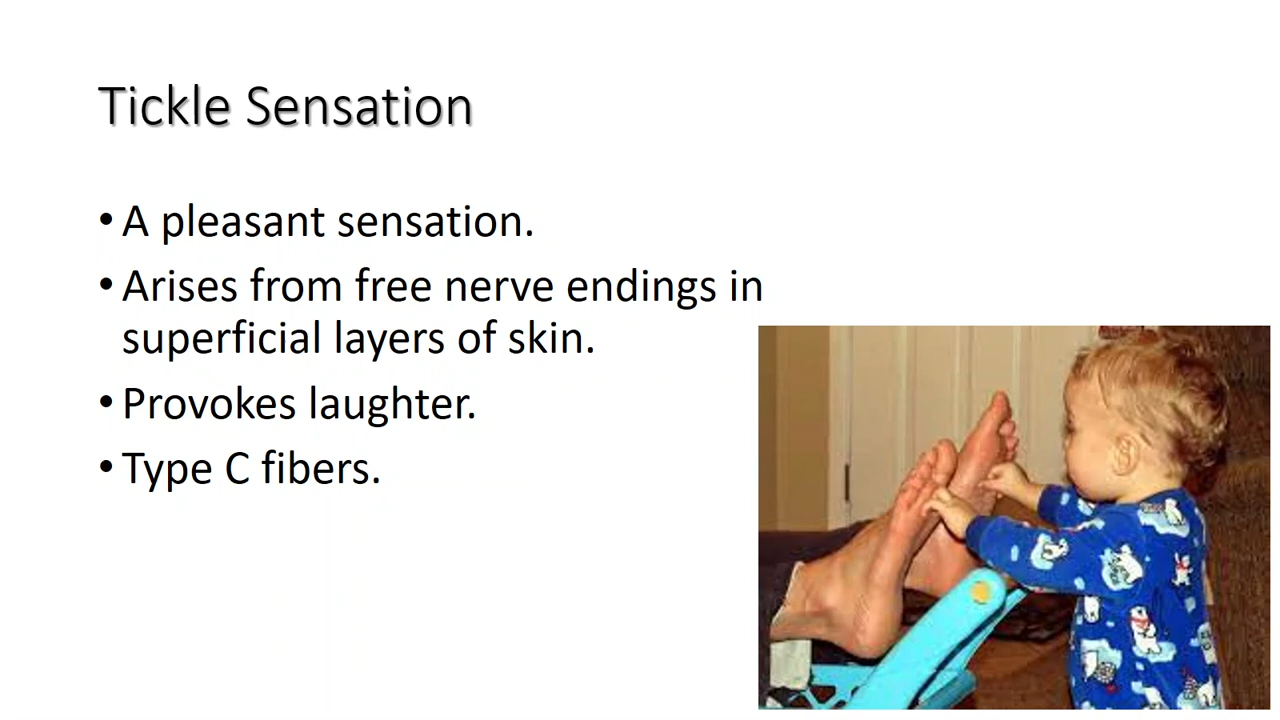 Tickle Sensation
• A pleasant sensation.
• Arises from free nerve endings in
superficial layers of skin.
• Provokes laughter.
• Type C fibers.